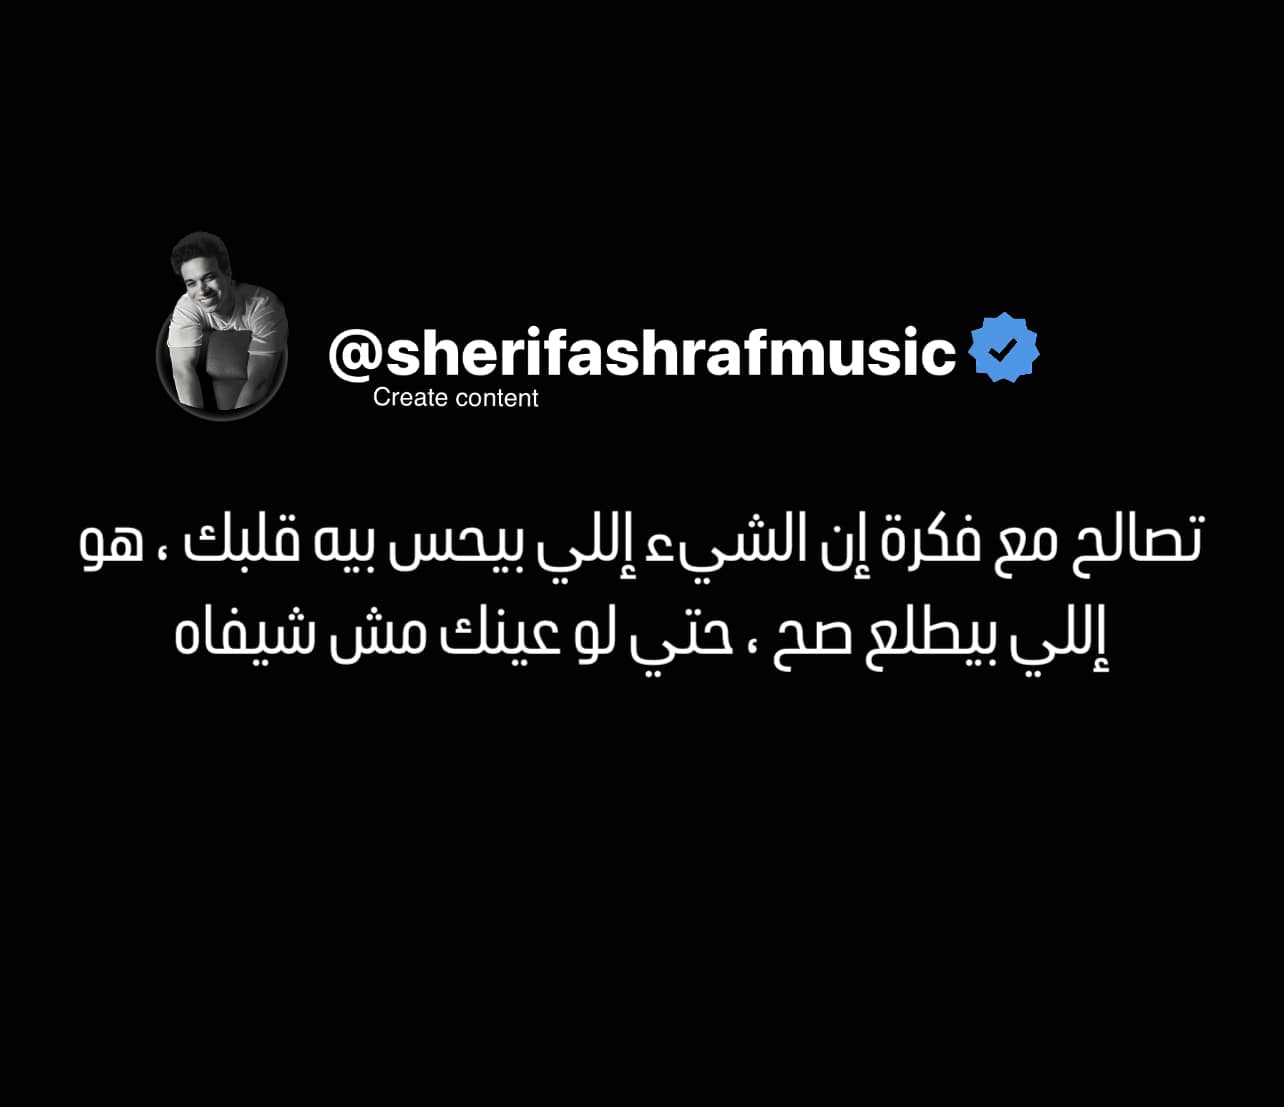 @sherifashrafmusic
Create content
تصالح مع فكرة إن الشيء إللي بيحس بيه قلبك ، هو
إللي بيطلع صح ، حتي لو عينك مش شيفاه